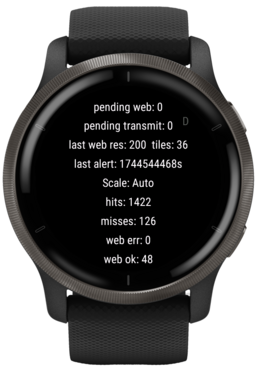 pending web: 0
pending transmit: 0
D
last web res: 200 tiles: 36
last alert: 1744544468s
Scale: Auto
hits: 1422
misses: 126
web err: 0
web ok: 48